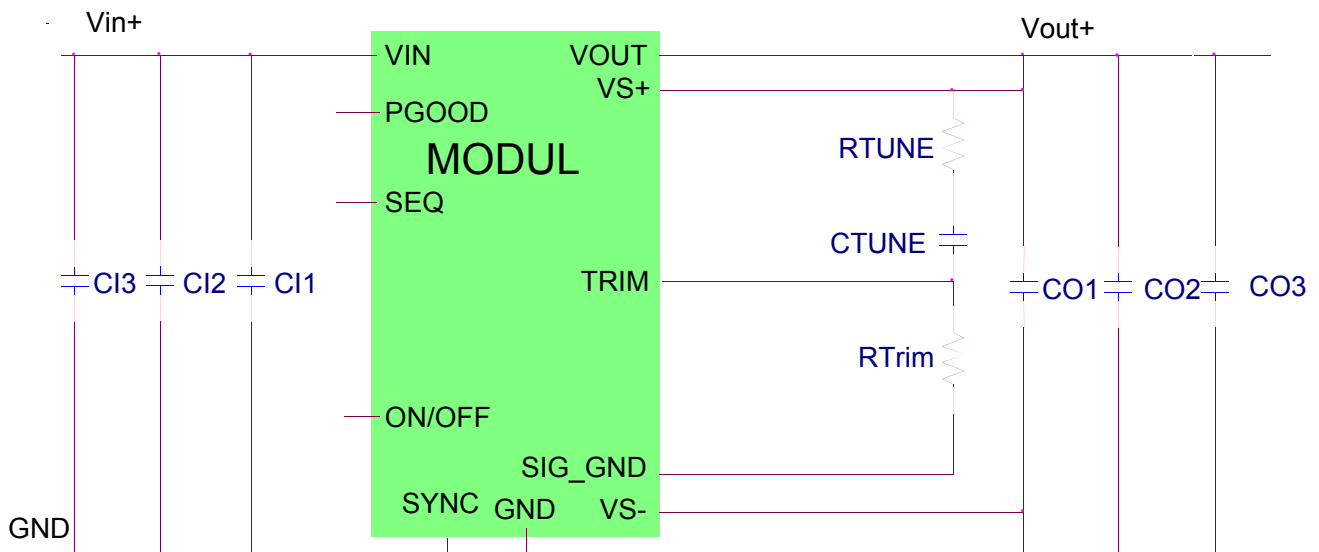 Vin+
Vout+
VIN
VOUT
VS+
PGOOD
MODUL
RTUNE
SEQ
CTUNE
TRIM
CI3
CI2
CI1
CO1
CO2
CO3
RTrim
ON/OFF
SIG_GND
SYNC
GND
VS-
GND